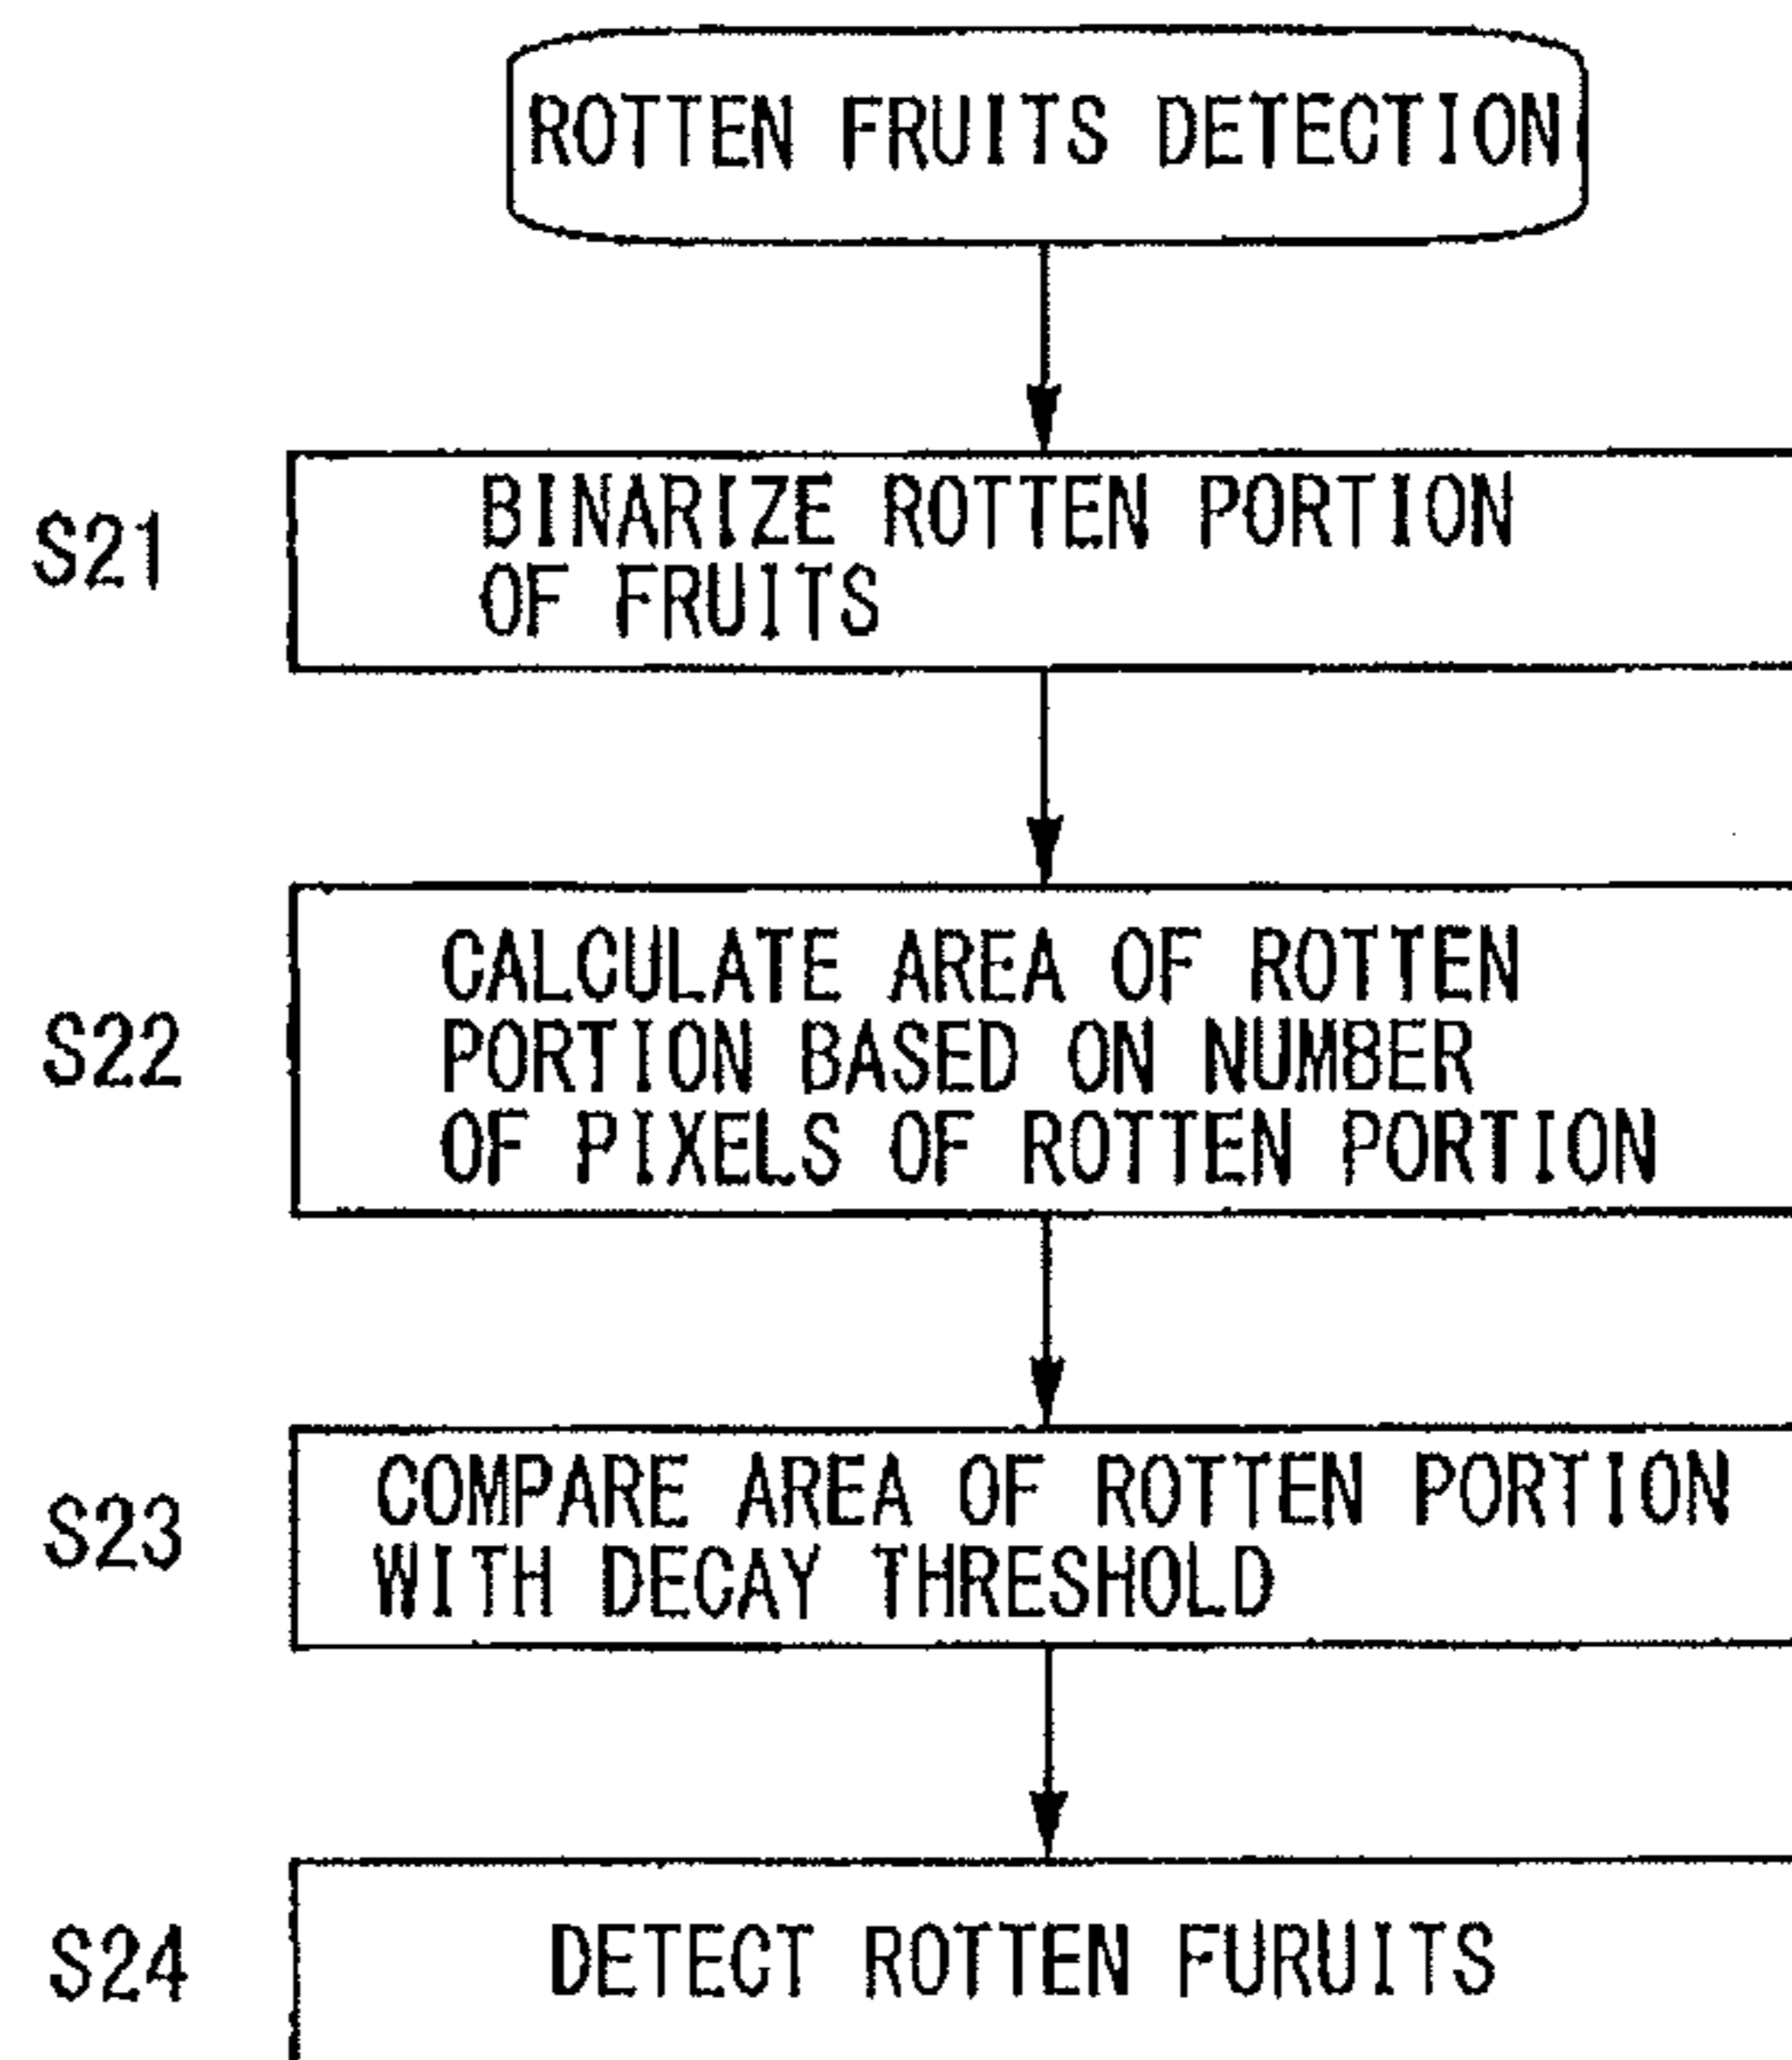 ROTTEN FRUITS DETECTION
S21
BINARIZE ROTTEN PORTION
OF FRUITS
S22
CALCULATE AREA OF ROTTEN
PORTION BASED ON NUMBER
OF PIXELS OF ROTTEN PORTION
S23
COMPARE AREA OF ROTTEN PORTION
WITH DECAY THRESHOLD
S24
DETECT ROTTEN FURUITS